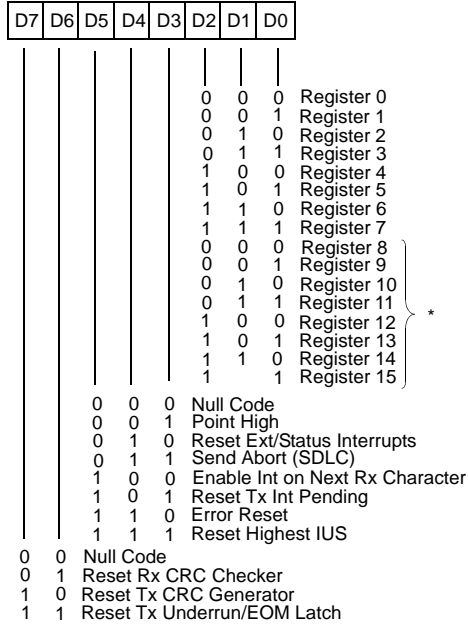 D7 D6 D5 D4 D3 D2 D1 D0
0 0 0 Register 0
0 0 1 Register 1
0 1 0 Register 2
0 1 1 Register 3
1 0 0 Register 4
1 0 1 Register 5
1 1 0 Register 6
1 1 1 Register 7
0 0 0 Register 8
0 0 1 Register 9
0 1 0 Register 10
0 1 1 Register 11
*
1 0 0 Register 12
1 0 1 Register 13
1 1 0 Register 14
1 1 Register 15
0 0 0 Null Code
0 0 1 Point High
0 1 0 Reset Ext/Status Interrupts
0 1 1 Send Abort (SDLC)
1 0 0 Enable Int on Next Rx Character
1 0 1 Reset Tx Int Pending
1 1 0 Error Reset
1 1 1 Reset Highest IUS
0 0 Null Code
0 1 Reset Rx CRC Checker
1 0 Reset Tx CRC Generator
1 1 Reset Tx Underrun/EOM Latch